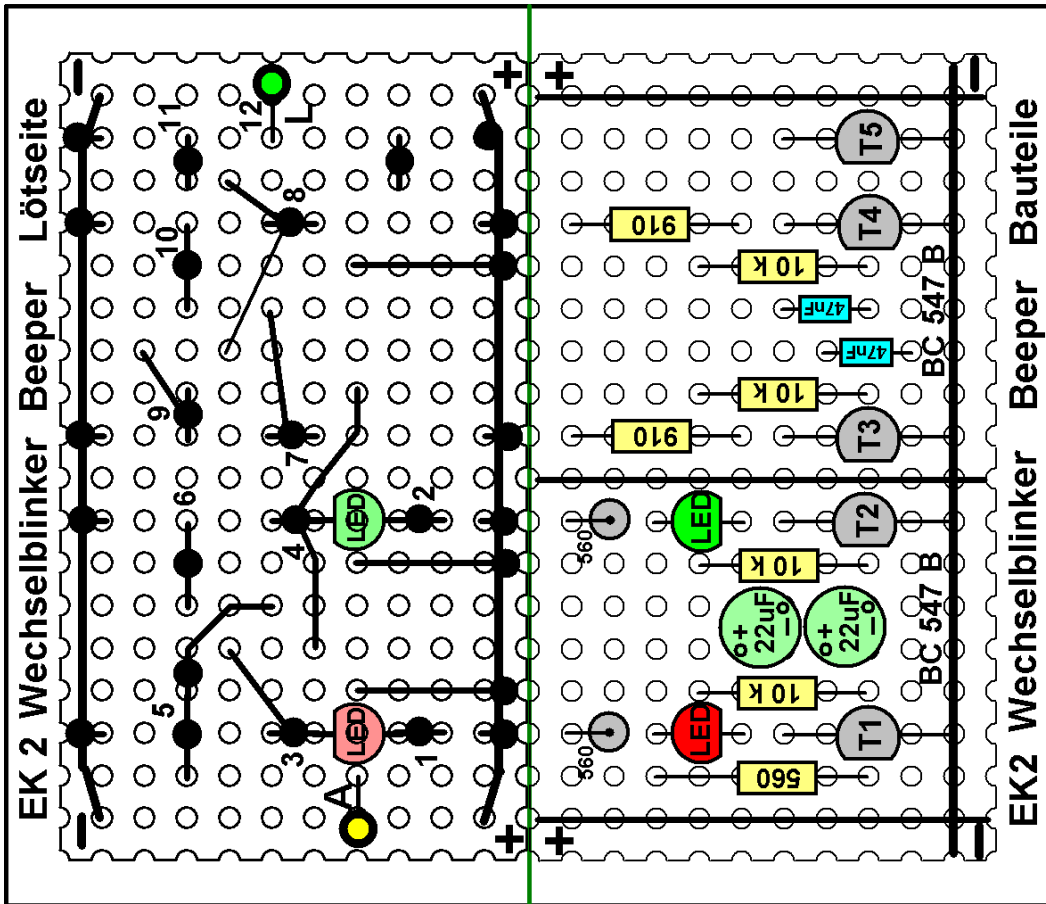 EK 2 Wechselblinker Beeper Lötseite
− +
11
12
L
10
8
9
7
6
4
LED
2
5
3
LED
1
A
− +
+ −
T5
910
T4
10 k
47nF
47nF
BC 547 B
10 k
910
T3
560
LED
T2
10 k
o+
22uF
−o
o+
22uF
−o
BC 547 B
10 k
560
LED
T1
560
+ −
EK2 Wechselblinker Beeper Bauteile